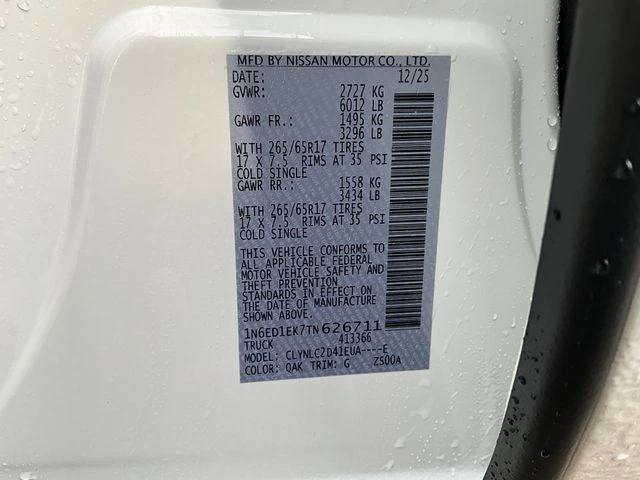 MFD BY NISSAN MOTOR CO., LTD.
DATE: 12/25
GVWR: 2727 KG
6012 LB
GAWR FR.: 1495 KG
3296 LB
WITH 265/65R17 TIRES
17 X 7.5 RIMS AT 35 PSI
COLD SINGLE
GAWR RR.: 1558 KG
3434 LB
WITH 265/65R17 TIRES
17 X 7.5 RIMS AT 35 PSI
COLD SINGLE
THIS VEHICLE CONFORMS TO
ALL APPLICABLE FEDERAL
MOTOR VEHICLE SAFETY AND
THEFT PREVENTION
STANDARDS IN EFFECT ON
THE DATE OF MANUFACTURE
SHOWN ABOVE.
1N6ED1EK7TN626711
TRUCK 413366
MODEL: CLYNLC2D41EUA----E
COLOR: QAK TRIM: G ZS00A